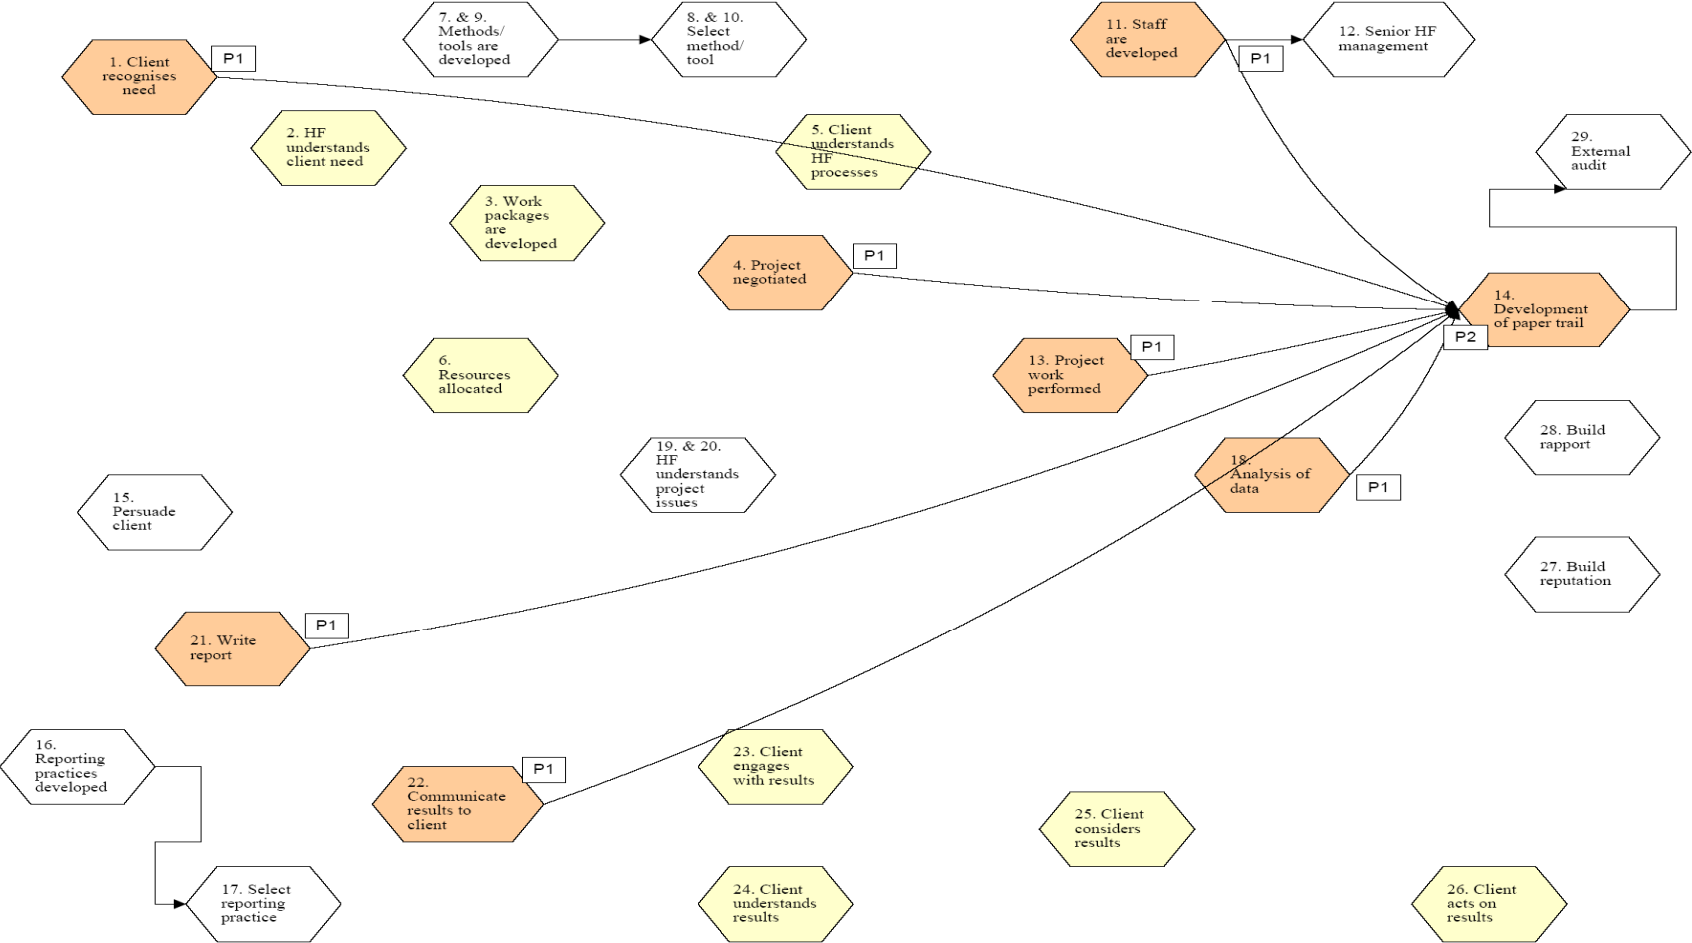 7. & 9.
Methods/
tools are
developed
8. & 10.
Select
method/
tool
11. Staff
are
developed
P1
12. Senior HF
management
1. Client
recognises
need
P1
2. HF
understands
client need
5. Client
understands
HF
processes
29.
External
audit
3. Work
packages
are
developed
4. Project
negotiated
P1
14.
Development
of paper trail
P2
6.
Resources
allocated
13. Project
work
performed
P1
28. Build
rapport
19. & 20.
HF
understands
project
issues
18.
Analysis of
data
P1
15.
Persuade
client
27. Build
reputation
21. Write
report
P1
16.
Reporting
practices
developed
22.
Communicate
results to
client
P1
23. Client
engages
with results
25. Client
considers
results
17. Select
reporting
practice
24. Client
understands
results
26. Client
acts on
results